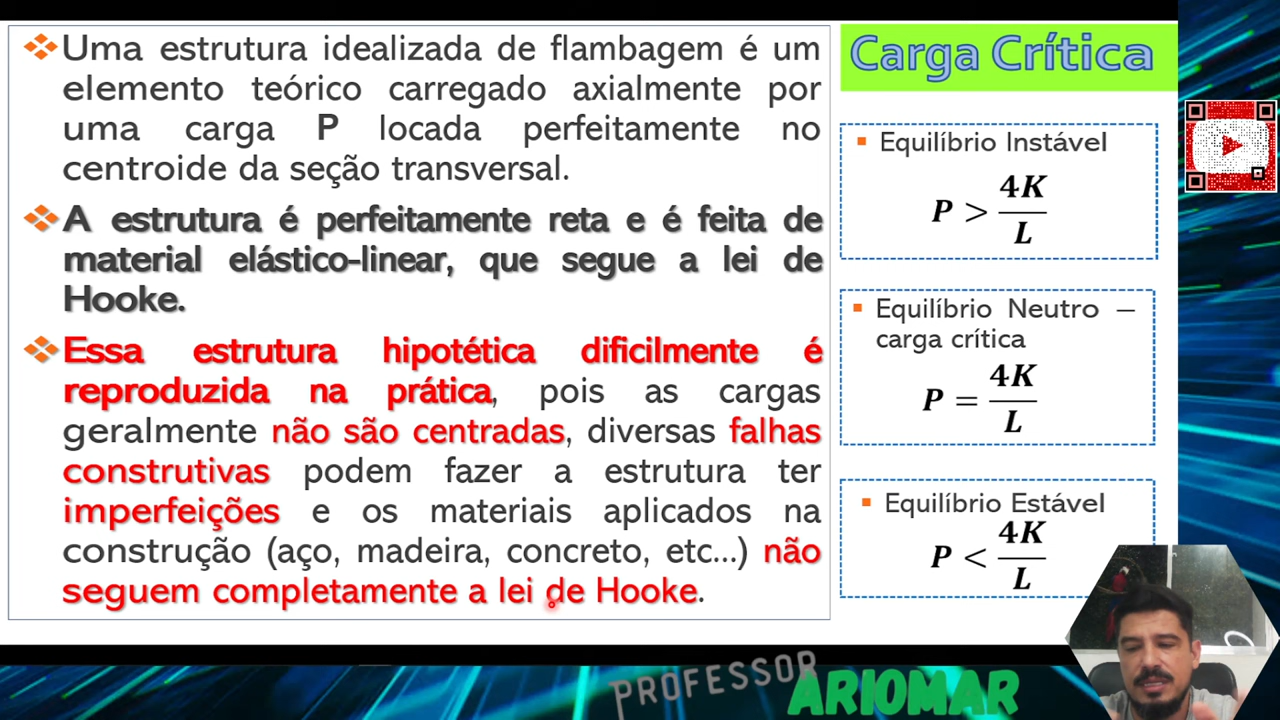 Uma estrutura idealizada de flambagem é um
elemento teórico carregado axialmente por
uma carga P locada perfeitamente no
centroide da seção transversal.
A estrutura é perfeitamente reta e é feita de
material elástico-linear, que segue a lei de
Hooke.
Essa estrutura hipotética dificilmente é
reproduzida na prática, pois as cargas
geralmente não são centradas, diversas falhas
construtivas podem fazer a estrutura ter
imperfeições e os materiais aplicados na
construção (aço, madeira, concreto, etc...) não
seguem completamente a lei de Hooke.
Carga Crítica
Equilíbrio Instável
P > 4K/L
Equilíbrio Neutro –
carga crítica
P = 4K/L
Equilíbrio Estável
P < 4K/L
PROFESSOR
ARIOMAR